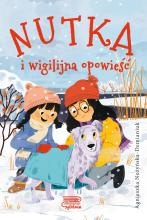 NUTKA
i wigilijna opowieść
Agnieszka Nożyńska-Demianiuk